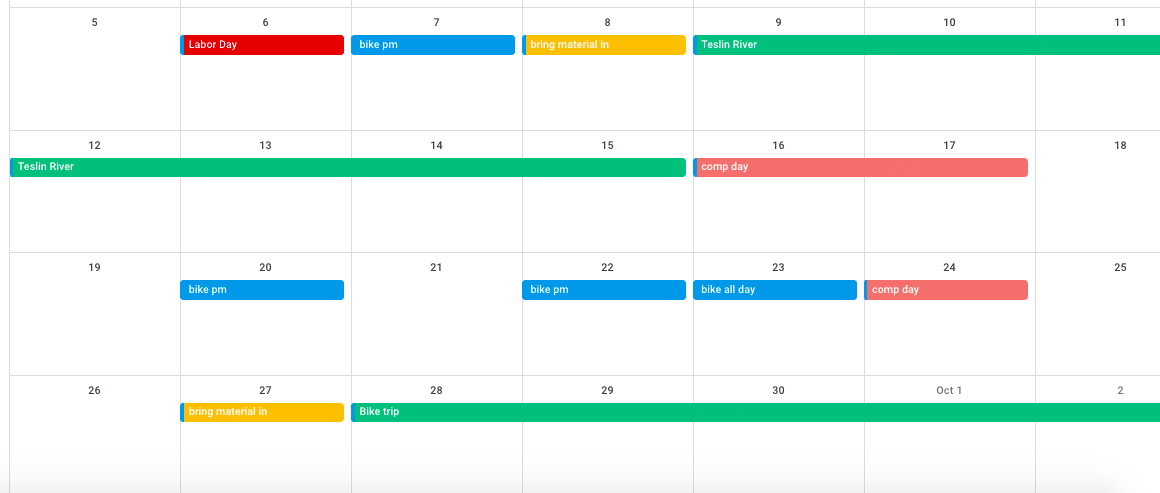 5 6 7 8 9 10 11
Labor Day bike pm bring material in Teslin River
12 13 14 15 16 17 18
Teslin River comp day
19 20 21 22 23 24 25
bike pm bike pm bike all day comp day
26 27 28 29 30 Oct 1 2
bring material in Bike trip